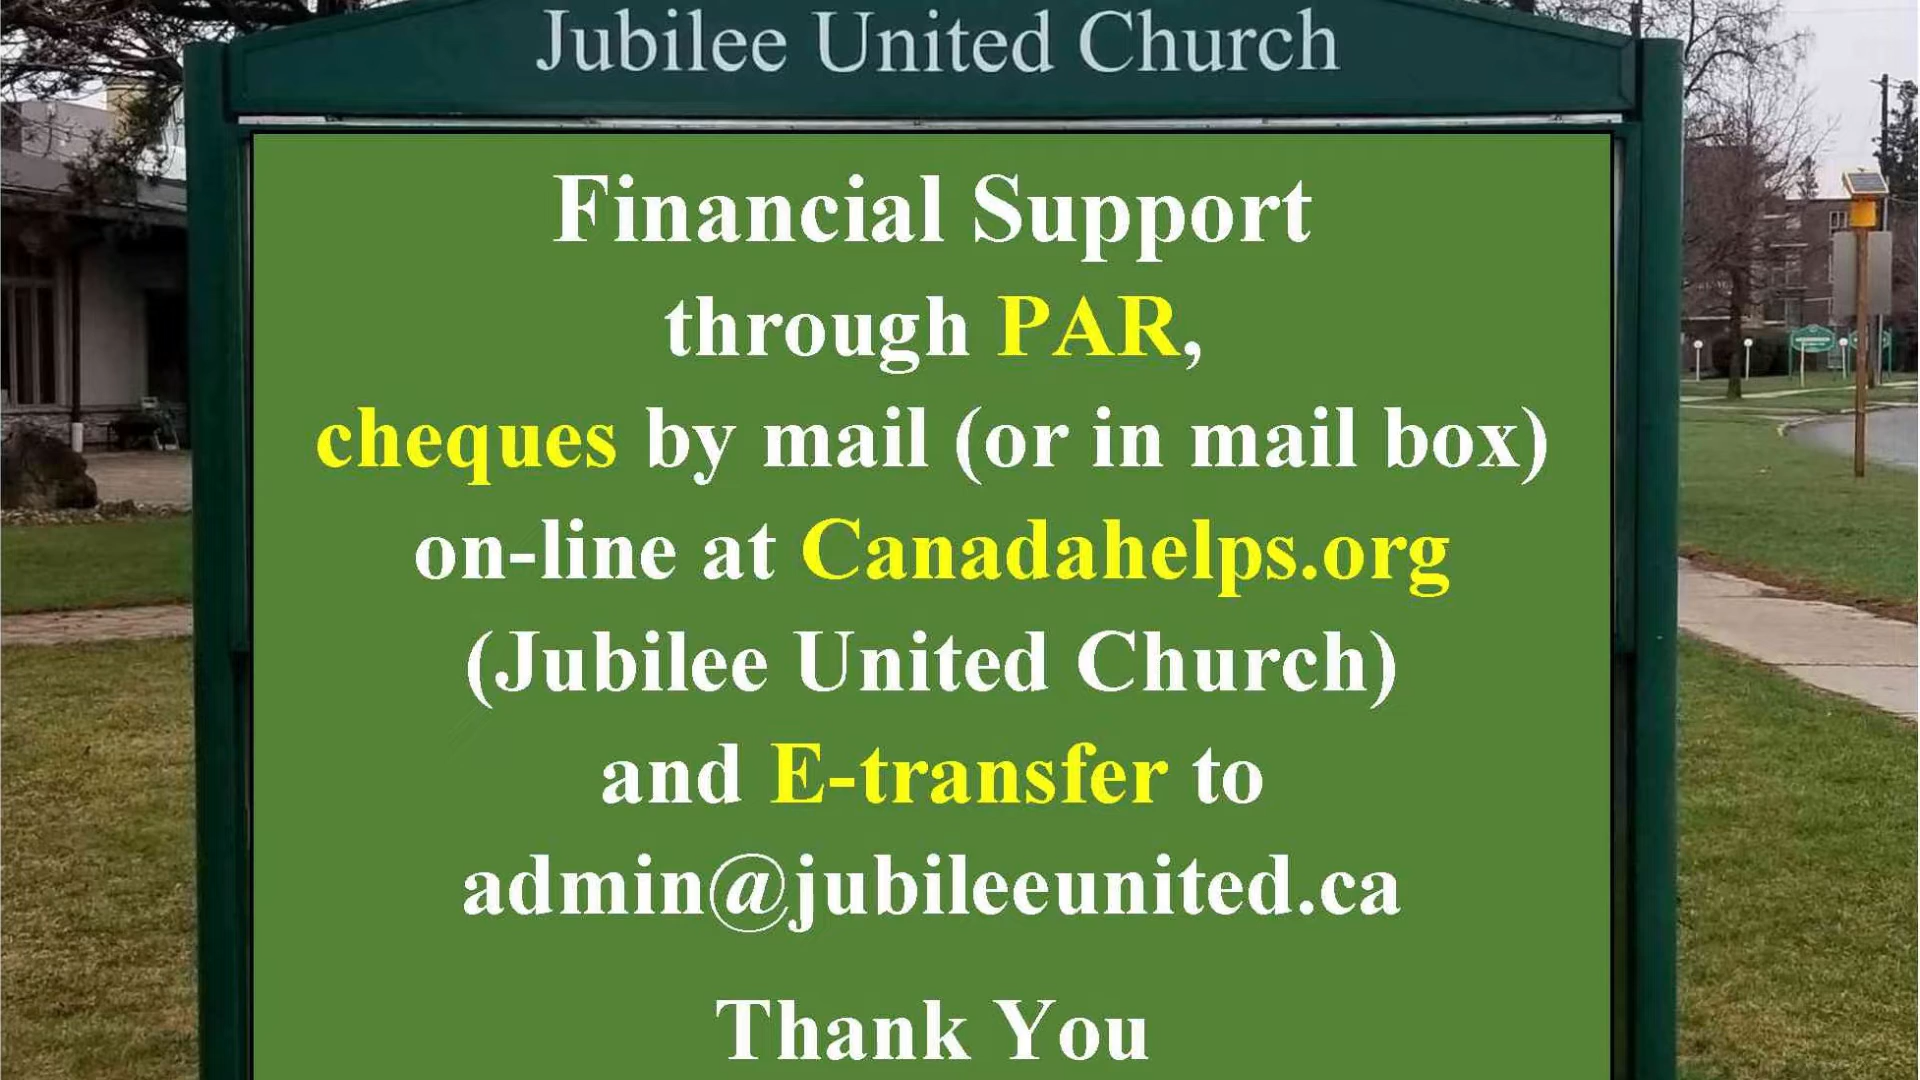 Jubilee United Church
Financial Support
through PAR,
cheques by mail (or in mail box)
on-line at Canadahelps.org
(Jubilee United Church)
and E-transfer to
admin@jubileeunited.ca
Thank You